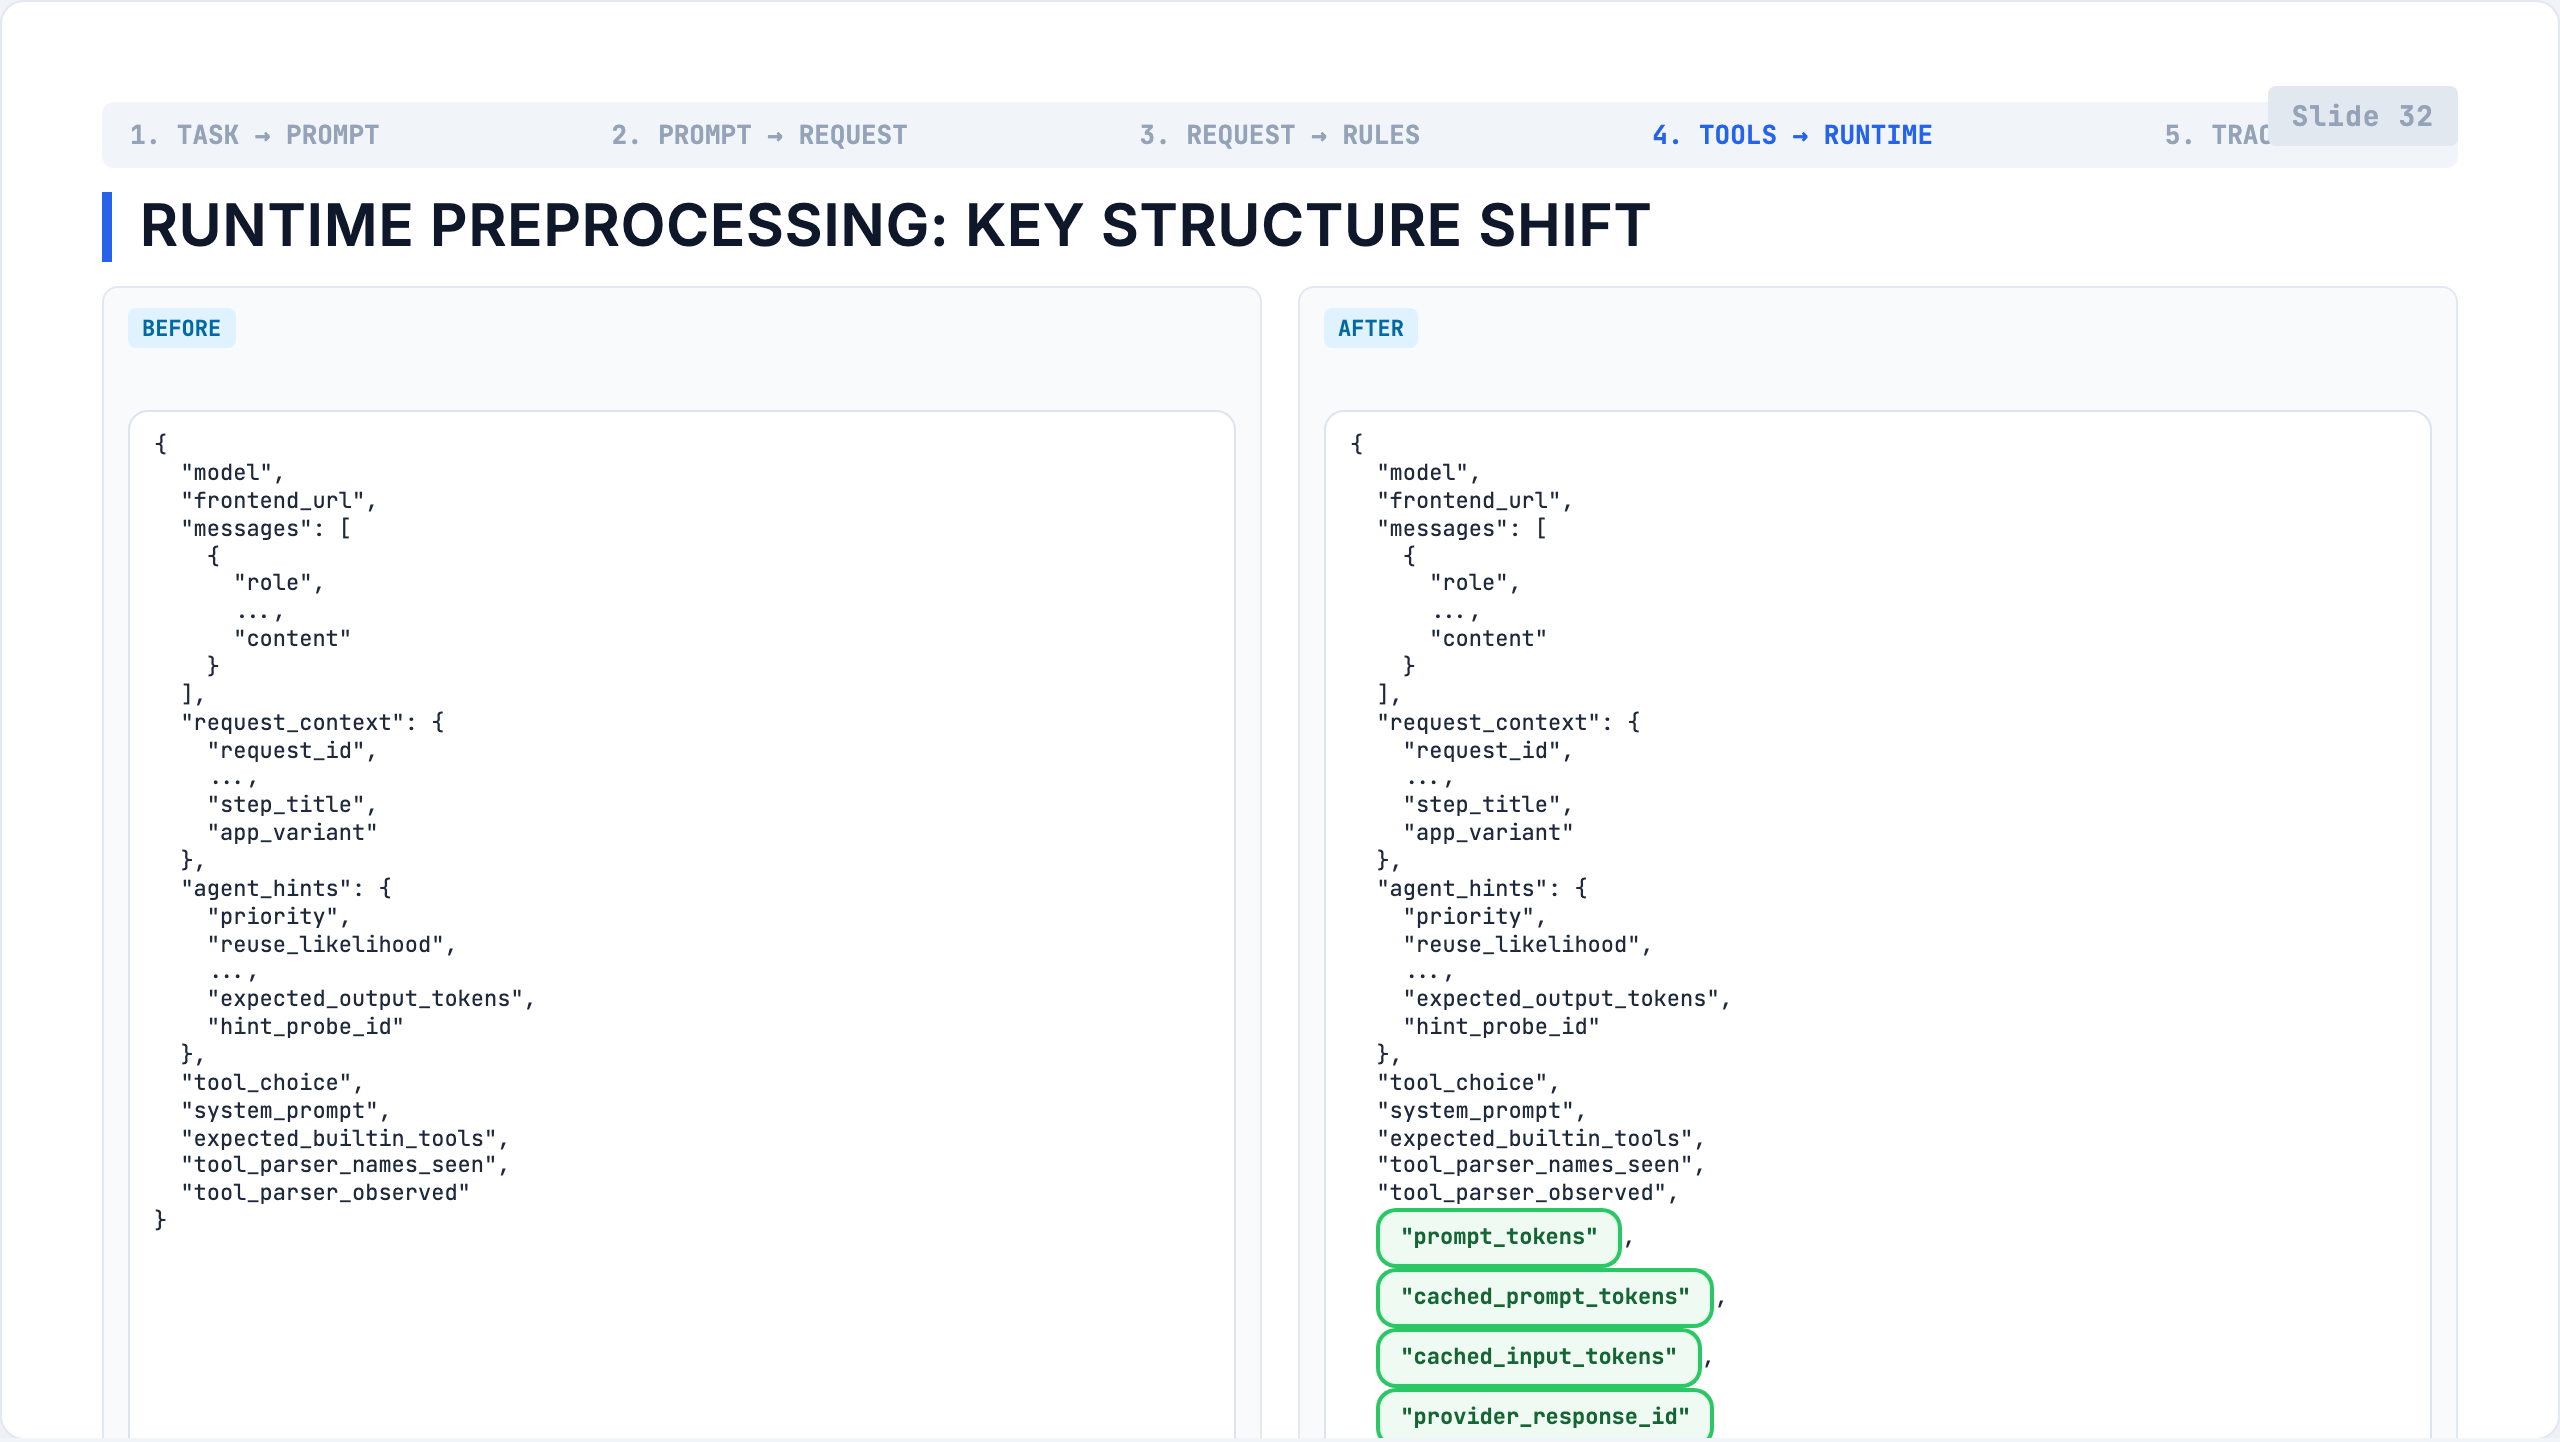 1. TASK → PROMPT
2. PROMPT → REQUEST
3. REQUEST → RULES
4. TOOLS → RUNTIME
5. TRAC
Slide 32
RUNTIME PREPROCESSING: KEY STRUCTURE SHIFT
BEFORE
{
"model",
"frontend_url",
"messages": [
{
"role",
...,
"content"
}
],
"request_context": {
"request_id",
...,
"step_title",
"app_variant"
},
"agent_hints": {
"priority",
"reuse_likelihood",
...,
"expected_output_tokens",
"hint_probe_id"
},
"tool_choice",
"system_prompt",
"expected_builtin_tools",
"tool_parser_names_seen",
"tool_parser_observed"
}
AFTER
{
"model",
"frontend_url",
"messages": [
{
"role",
...,
"content"
}
],
"request_context": {
"request_id",
...,
"step_title",
"app_variant"
},
"agent_hints": {
"priority",
"reuse_likelihood",
...,
"expected_output_tokens",
"hint_probe_id"
},
"tool_choice",
"system_prompt",
"expected_builtin_tools",
"tool_parser_names_seen",
"tool_parser_observed",
"prompt_tokens",
"cached_prompt_tokens",
"cached_input_tokens",
"provider_response_id"